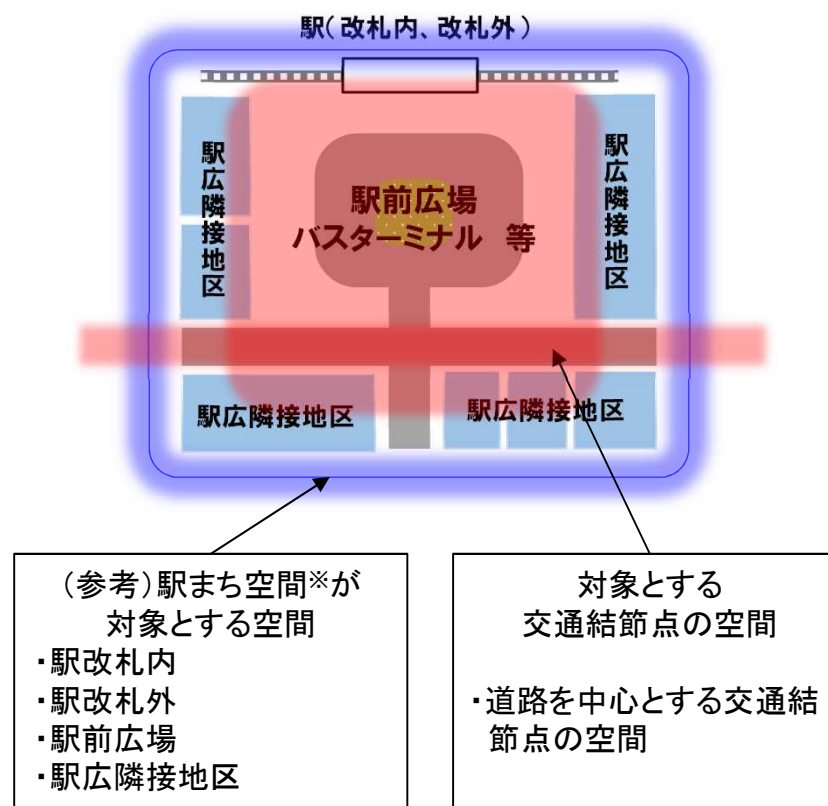 駅(改札内、改札外)
駅広隣接地区
駅前広場
バスターミナル 等
駅広隣接地区
駅広隣接地区
駅広隣接地区
(参考)駅まち空間※が
対象とする空間
・駅改札内
・駅改札外
・駅前広場
・駅広隣接地区
対象とする
交通結節点の空間
・道路を中心とする交通結
節点の空間